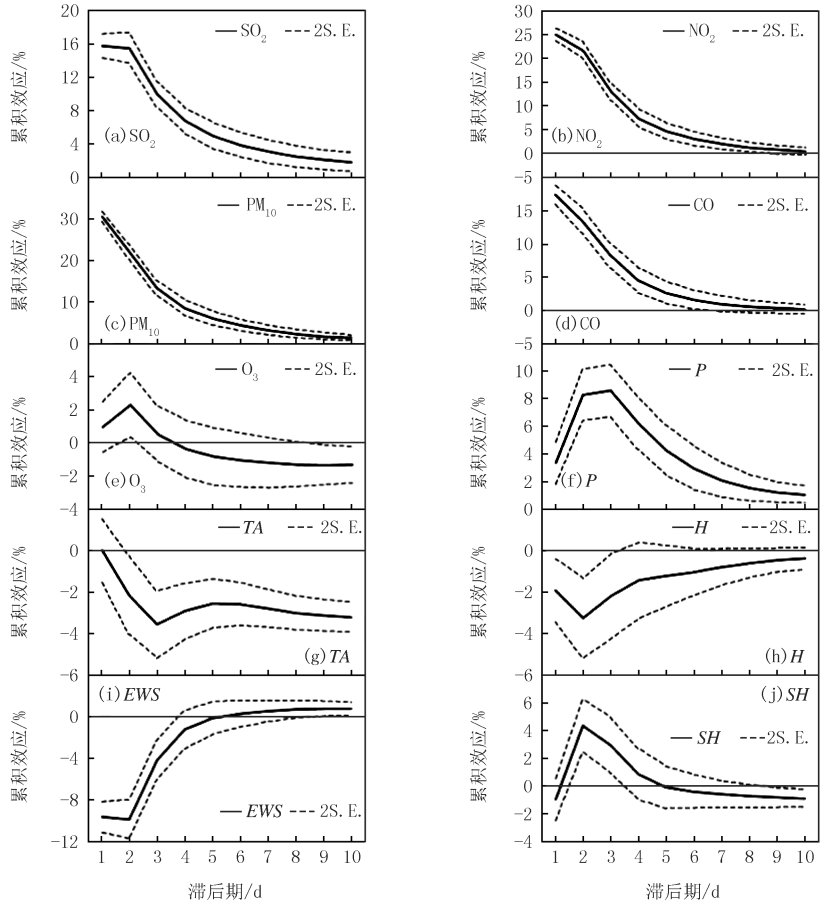 SO₂ 2S.E.
累积效应/%
20
16
12
8
4
0
(a)SO₂
NO₂ 2S.E.
累积效应/%
30
25
20
15
10
5
0
-5
(b)NO₂
PM₁₀ 2S.E.
累积效应/%
30
20
10
0
(c)PM₁₀
CO 2S.E.
累积效应/%
15
10
5
0
-5
(d)CO
O₃ 2S.E.
累积效应/%
4
2
0
-2
-4
(e)O₃
P 2S.E.
累积效应/%
10
8
6
4
2
0
(f)P
TA 2S.E.
累积效应/%
0
-2
-4
-6
(g)TA
H 2S.E.
累积效应/%
0
-2
-4
-6
(h)H
(i)EWS
累积效应/%
0
-4
-8
-12
EWS 2S.E.
1 2 3 4 5 6 7 8 9 10
滞后期/d
(j)SH
SH 2S.E.
累积效应/%
6
4
2
0
-2
-4
1 2 3 4 5 6 7 8 9 10
滞后期/d